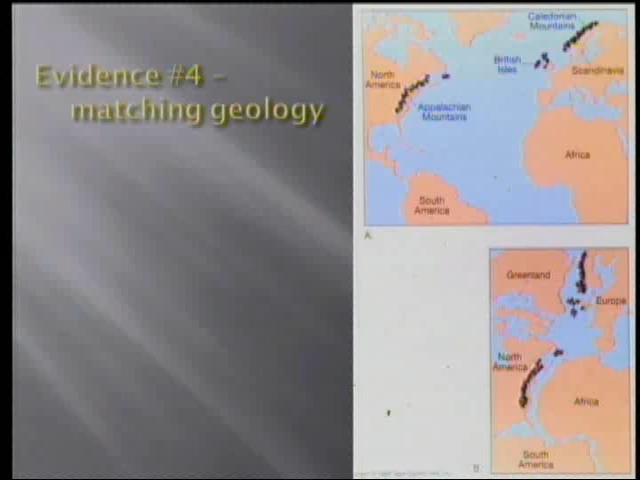 Evidence #4 –
matching geology
Caledonian
Mountains
British
Isles
Scandinavia
North
America
Appalachian
Mountains
Africa
South
America
A
Greenland
Europe
North
America
Africa
South
America
B